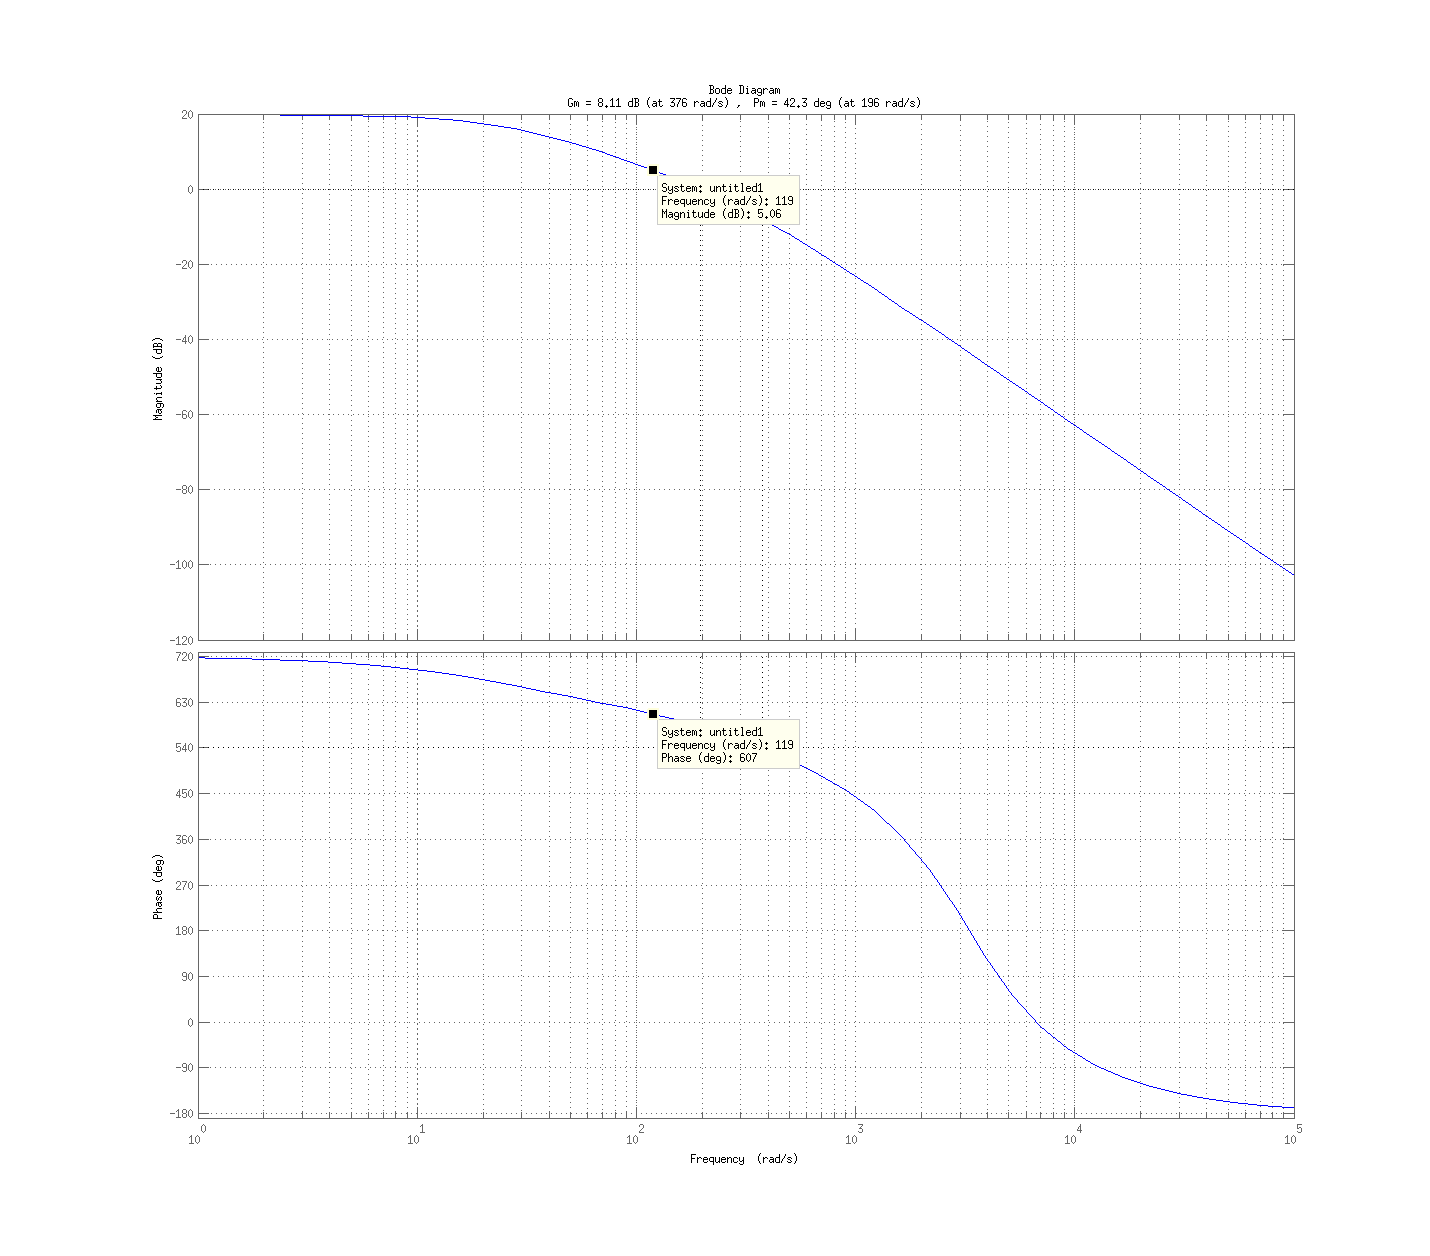 Bode Diagram
Gm = 8.11 dB (at 376 rad/s) ,  Pm = 42.3 deg (at 196 rad/s)
20
0
-20
-40
-60
-80
-100
-120
Magnitude (dB)
System: untitled1
Frequency (rad/s): 119
Magnitude (dB): 5.06
720
630
540
450
360
270
180
90
0
-90
-180
Phase (deg)
System: untitled1
Frequency (rad/s): 119
Phase (deg): 607
10^0 10^1 10^2 10^3 10^4 10^5
Frequency  (rad/s)